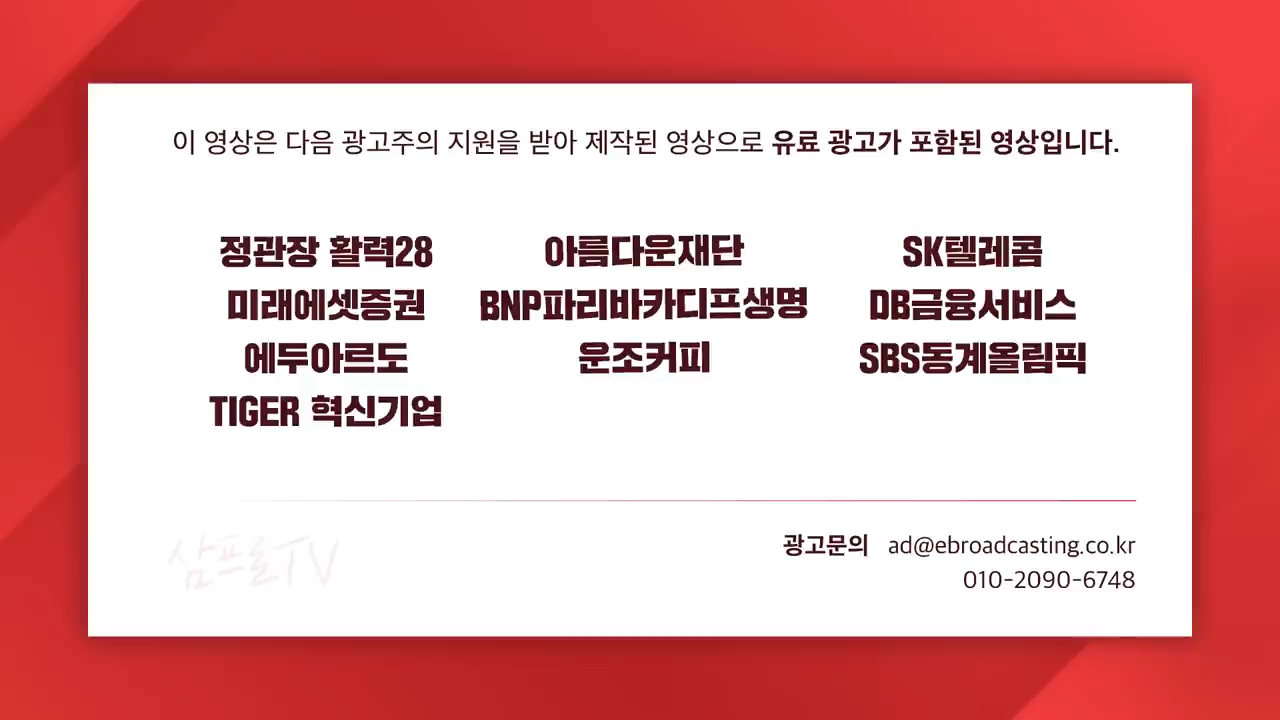 이 영상은 다음 광고주의 지원을 받아 제작된 영상으로 유료 광고가 포함된 영상입니다.
정관장 활력28 아름다운재단 SK텔레콤
미래에셋증권 BNP파리바카디프생명 DB금융서비스
에두아르도 운조커피 SBS동계올림픽
TIGER 혁신기업
삼프로TV
광고문의 ad@ebroadcasting.co.kr
010-2090-6748